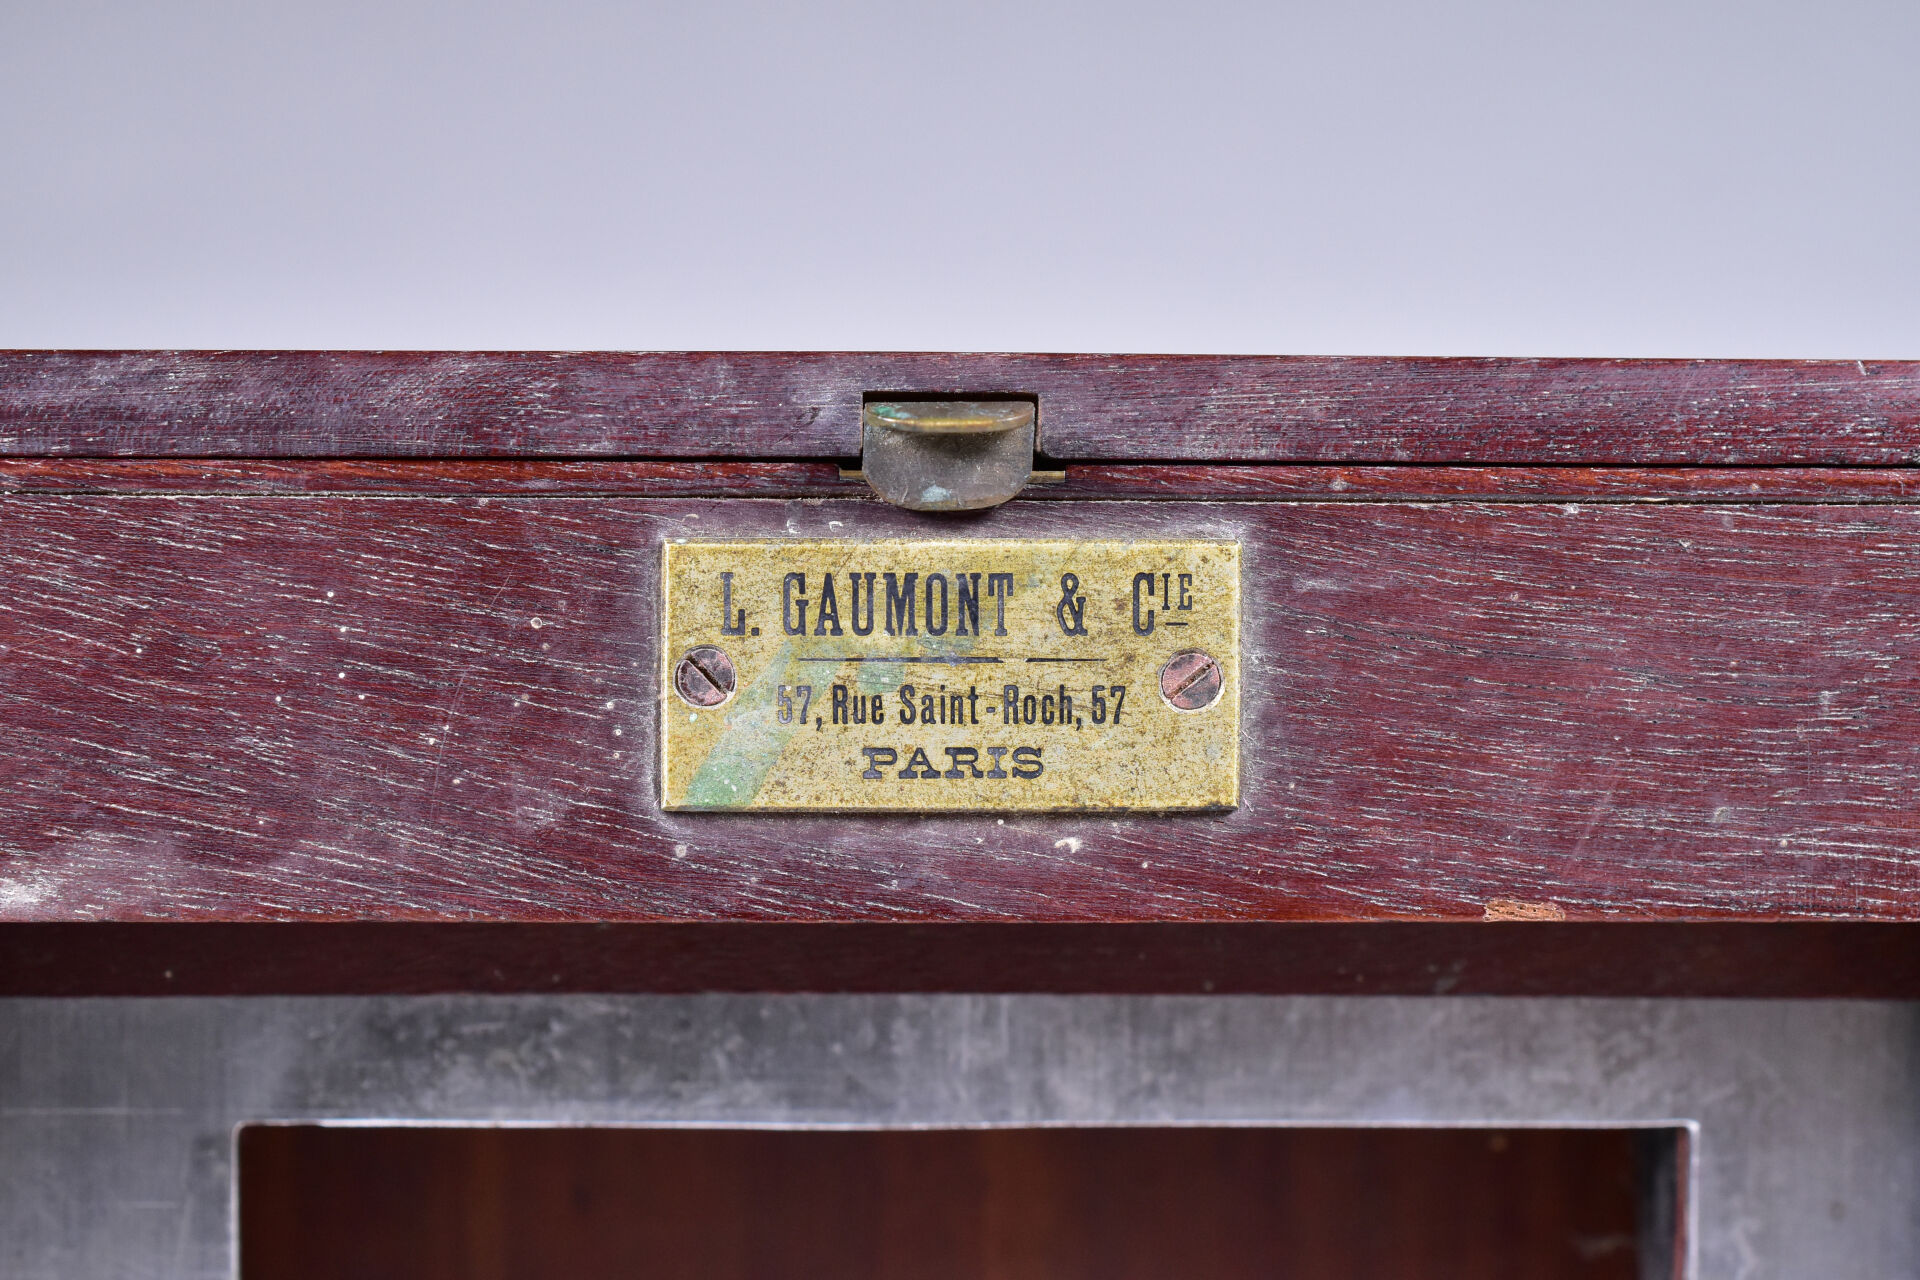 L. GAUMONT & CIE
57, Rue Saint-Roch, 57
PARIS